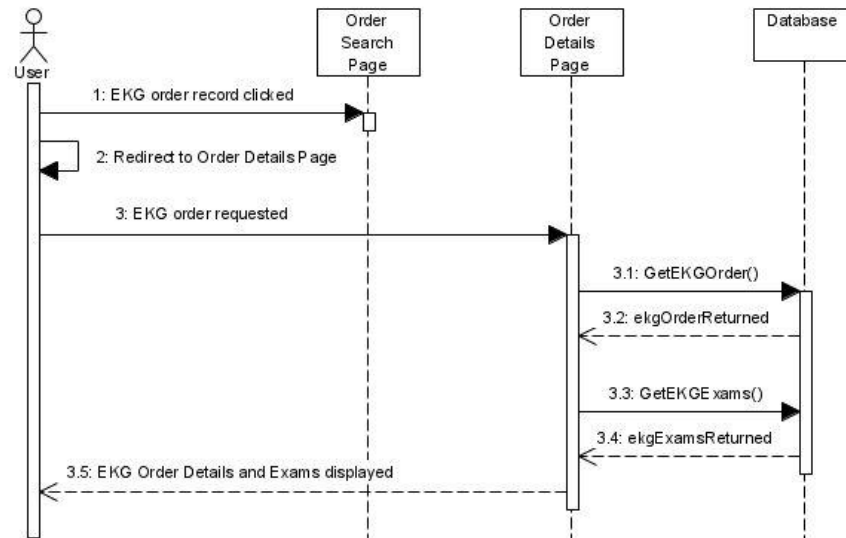 Order
Search
Page
Order
Details
Page
Database
User
1: EKG order record clicked
2: Redirect to Order Details Page
3: EKG order requested
3.1: GetEKGOrder()
3.2: ekgOrderReturned
3.3: GetEKGExams()
3.4: ekgExamsReturned
3.5: EKG Order Details and Exams displayed